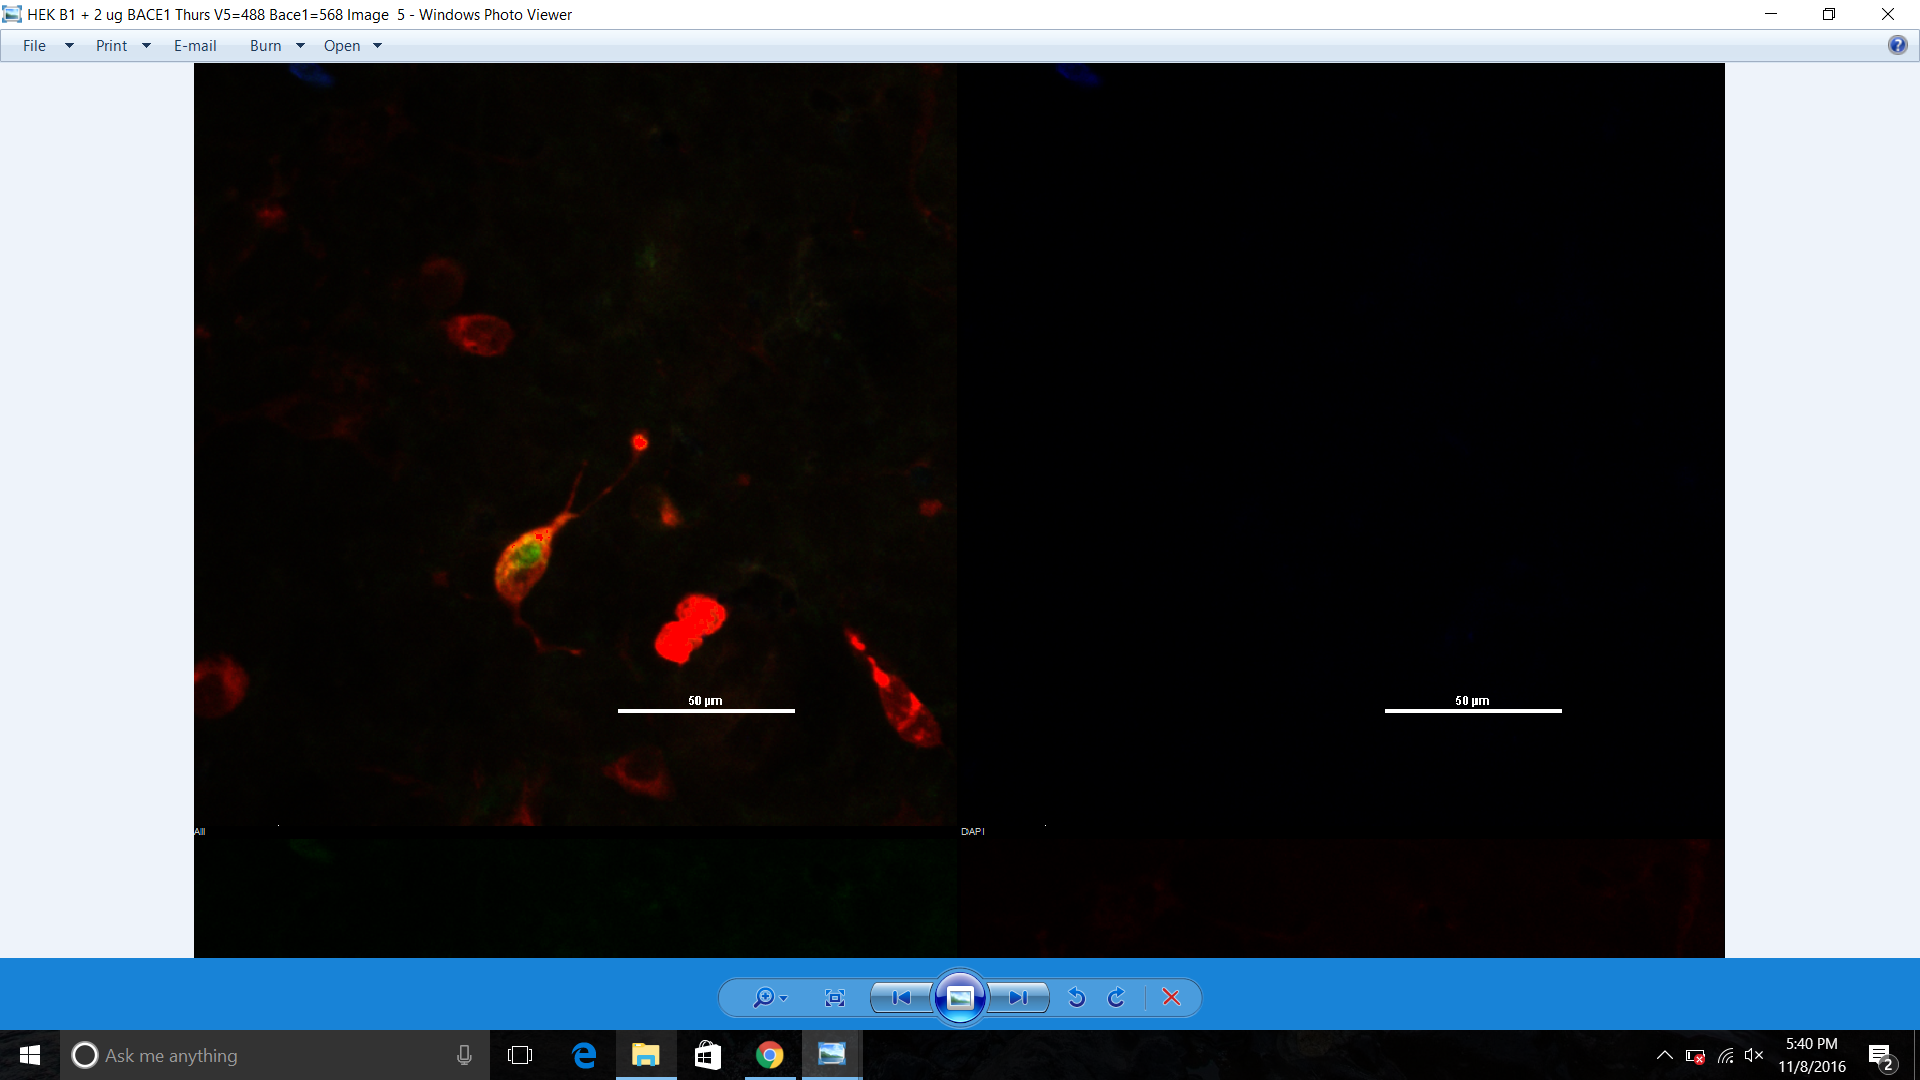 HEK B1 + 2 ug BACE1 Thurs V5=488 Bace1=568 Image  5 - Windows Photo Viewer
File Print E-mail Burn Open
50 µm 50 µm
All DAPI
Ask me anything
5:40 PM
11/8/2016
2